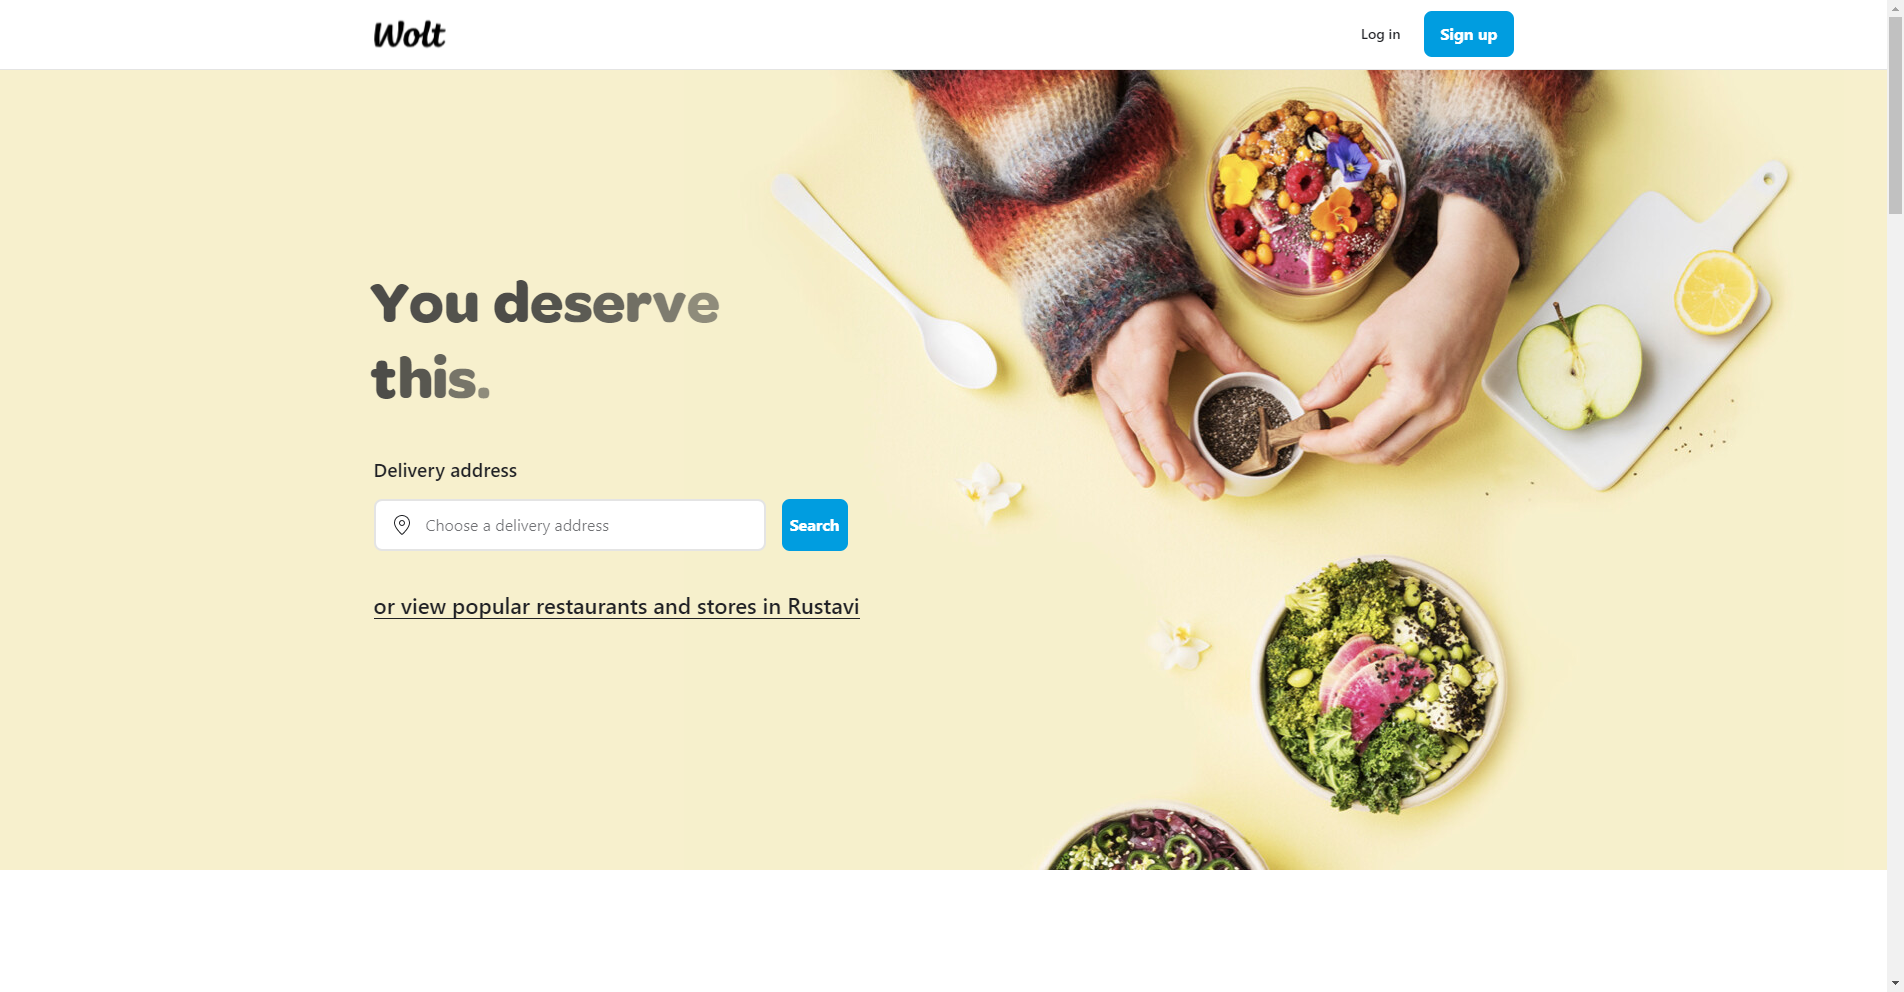 Wolt
Log in
Sign up
You deserve
this.
Delivery address
Choose a delivery address
Search
or view popular restaurants and stores in Rustavi